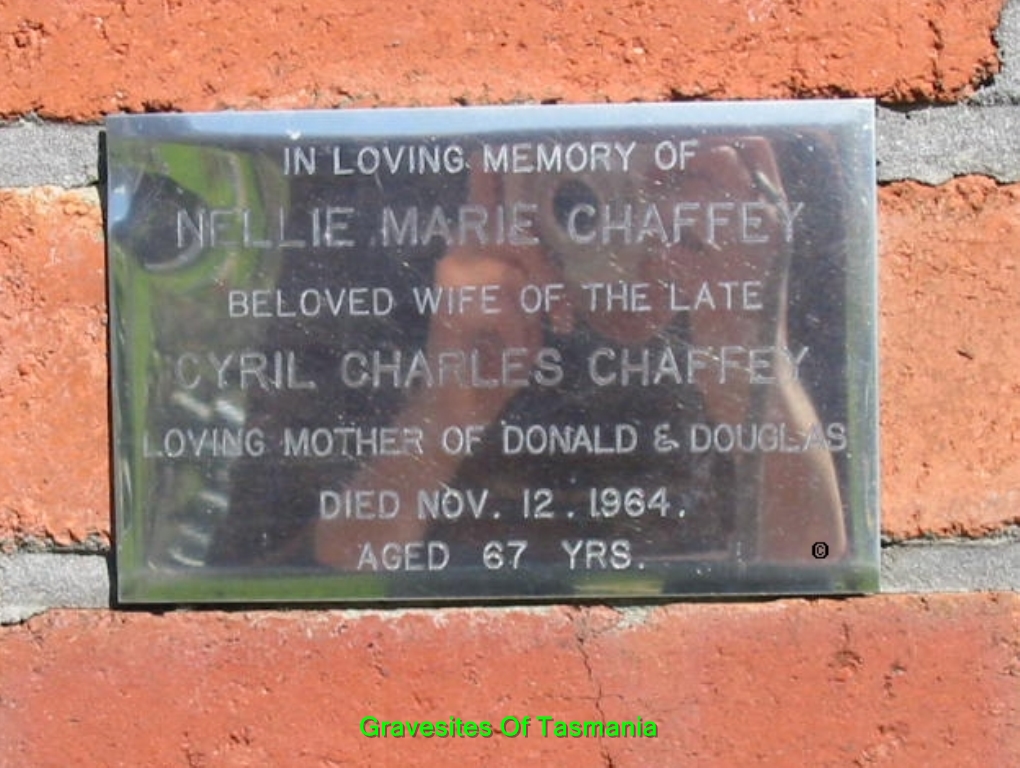 IN LOVING MEMORY OF
NELLIE MARIE CHAFFEY
BELOVED WIFE OF THE LATE
CYRIL CHARLES CHAFFEY
LOVING MOTHER OF DONALD & DOUGLAS
DIED NOV. 12. 1964.
AGED 67 YRS.
©
Gravesites Of Tasmania